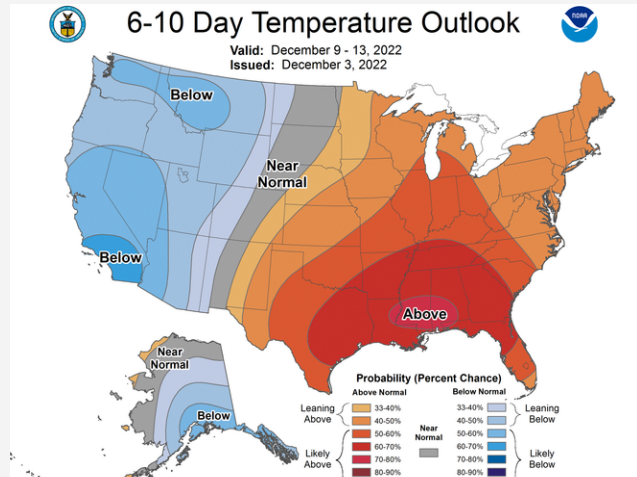 6-10 Day Temperature Outlook
NOAA
Valid: December 9 - 13, 2022
Issued: December 3, 2022
Below
Near
Normal
Below
Above
Near
Normal
Below
Probability (Percent Chance)
Above Normal
Below Normal
Leaning
Above
33-40%
40-50%
Likely
Above
50-60%
60-70%
70-80%
80-90%
Near
Normal
33-40%
40-50%
50-60%
60-70%
70-80%
80-90%
Leaning
Below
Likely
Below